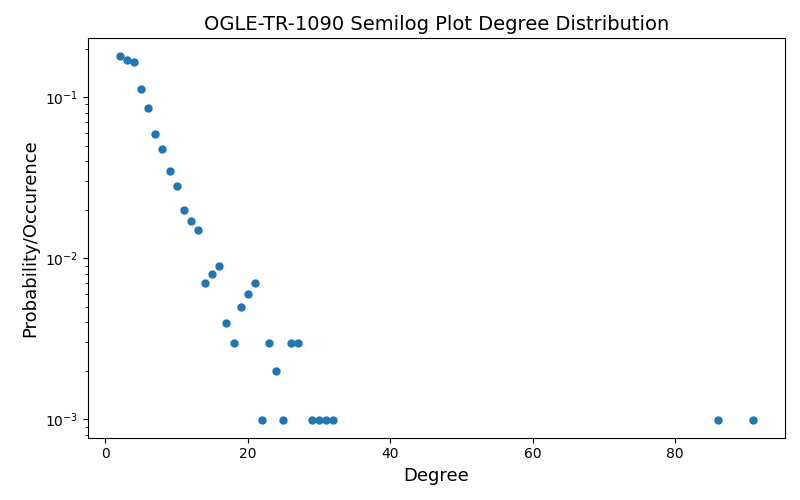 OGLE-TR-1090 Semilog Plot Degree Distribution
Probability/Occurence
10⁻¹
10⁻²
10⁻³
0 20 40 60 80
Degree